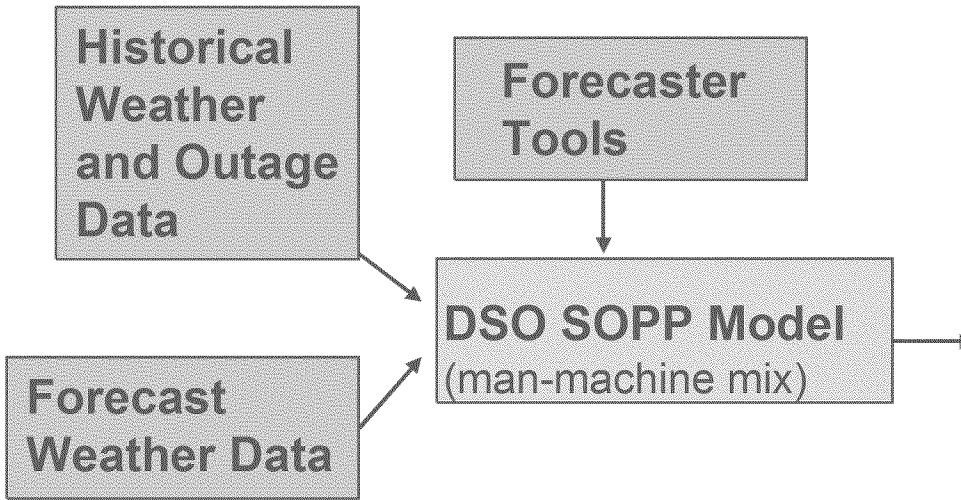 Historical
Weather
and Outage
Data
Forecaster
Tools
DSO SOPP Model
(man-machine mix)
Forecast
Weather Data